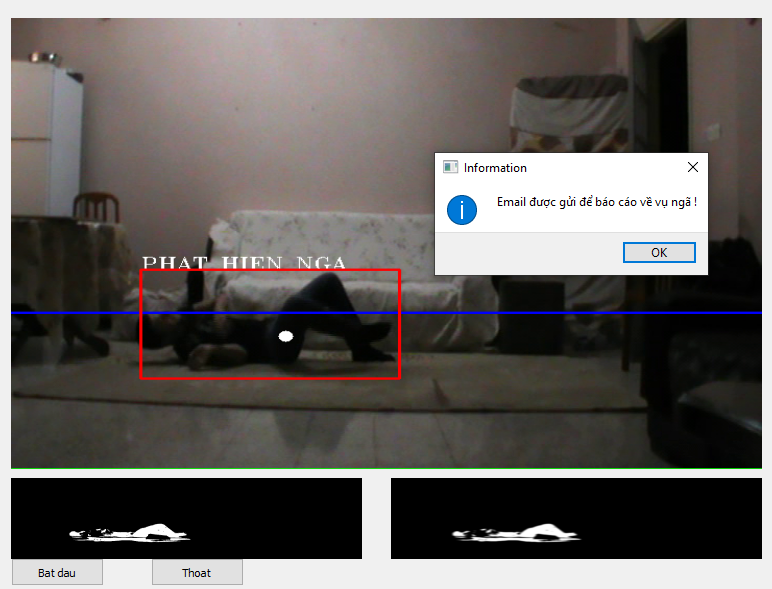 Information
Email được gửi để báo cáo về vụ ngã !
OK
PHAT HIEN NGA
Bat dau
Thoat